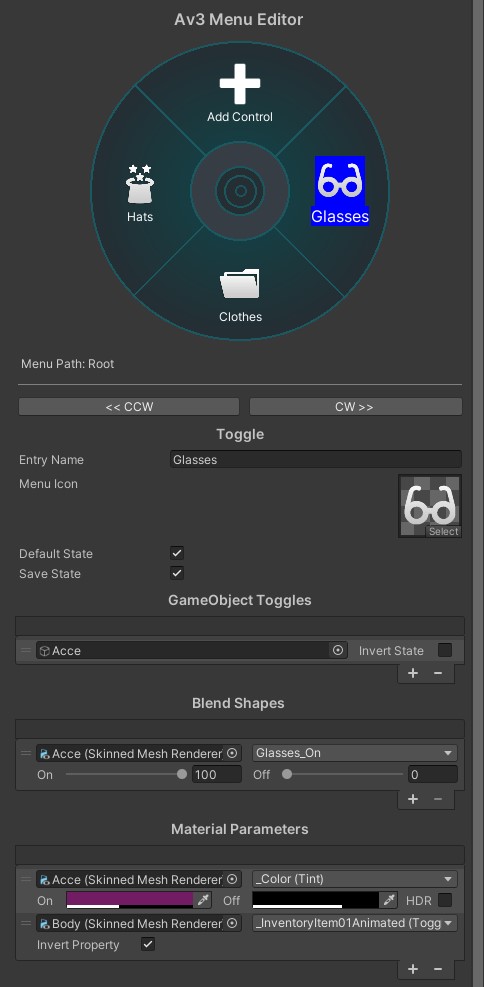 Av3 Menu Editor
Add Control
Hats
Glasses
Clothes
Menu Path: Root
<< CCW
CW >>
Toggle
Entry Name
Glasses
Menu Icon
Select
Default State
Save State
GameObject Toggles
Acce
Invert State
+ −
Blend Shapes
Acce (Skinned Mesh Renderer
Glasses_On
On
100
Off
0
+ −
Material Parameters
Acce (Skinned Mesh Renderer
_Color (Tint)
On
Off
HDR
Body (Skinned Mesh Renderer
_InventoryItem01Animated (Togg
Invert Property
+ −